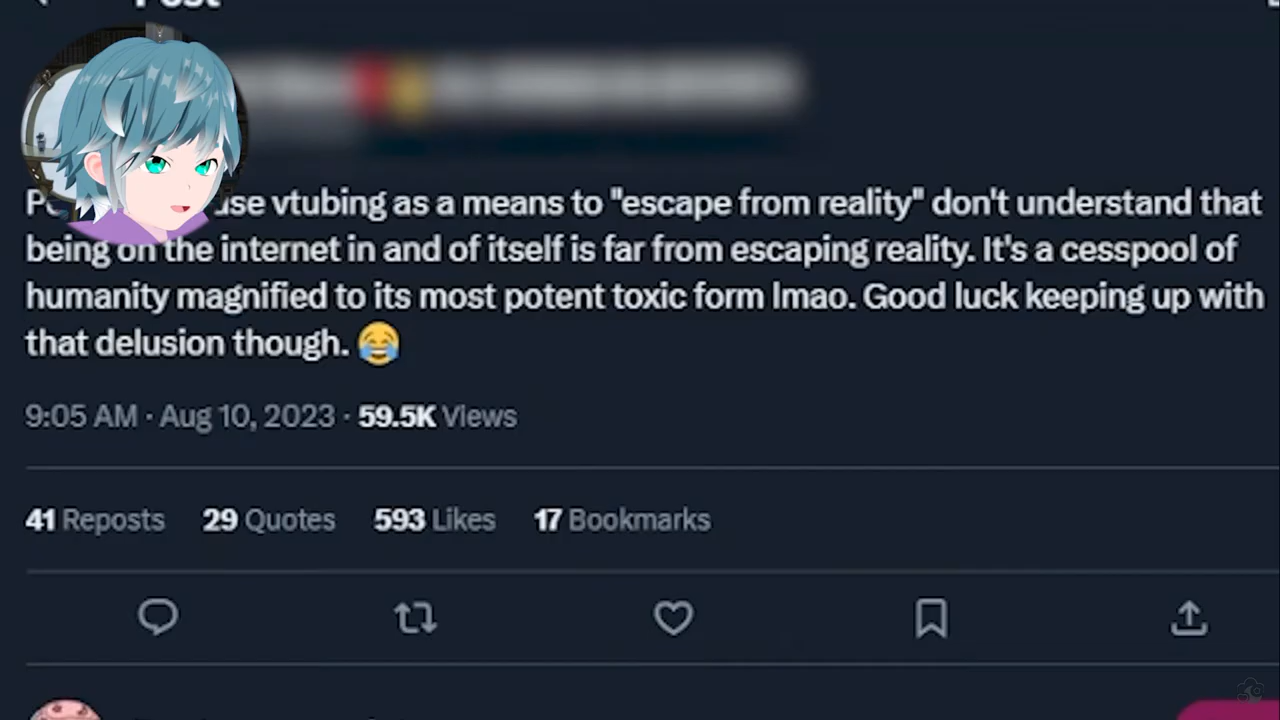 Post
use vtubing as a means to "escape from reality" don't understand that
being on the internet in and of itself is far from escaping reality. It's a cesspool of
humanity magnified to its most potent toxic form lmao. Good luck keeping up with
that delusion though. 😂
9:05 AM · Aug 10, 2023 · 59.5K Views
41 Reposts 29 Quotes 593 Likes 17 Bookmarks